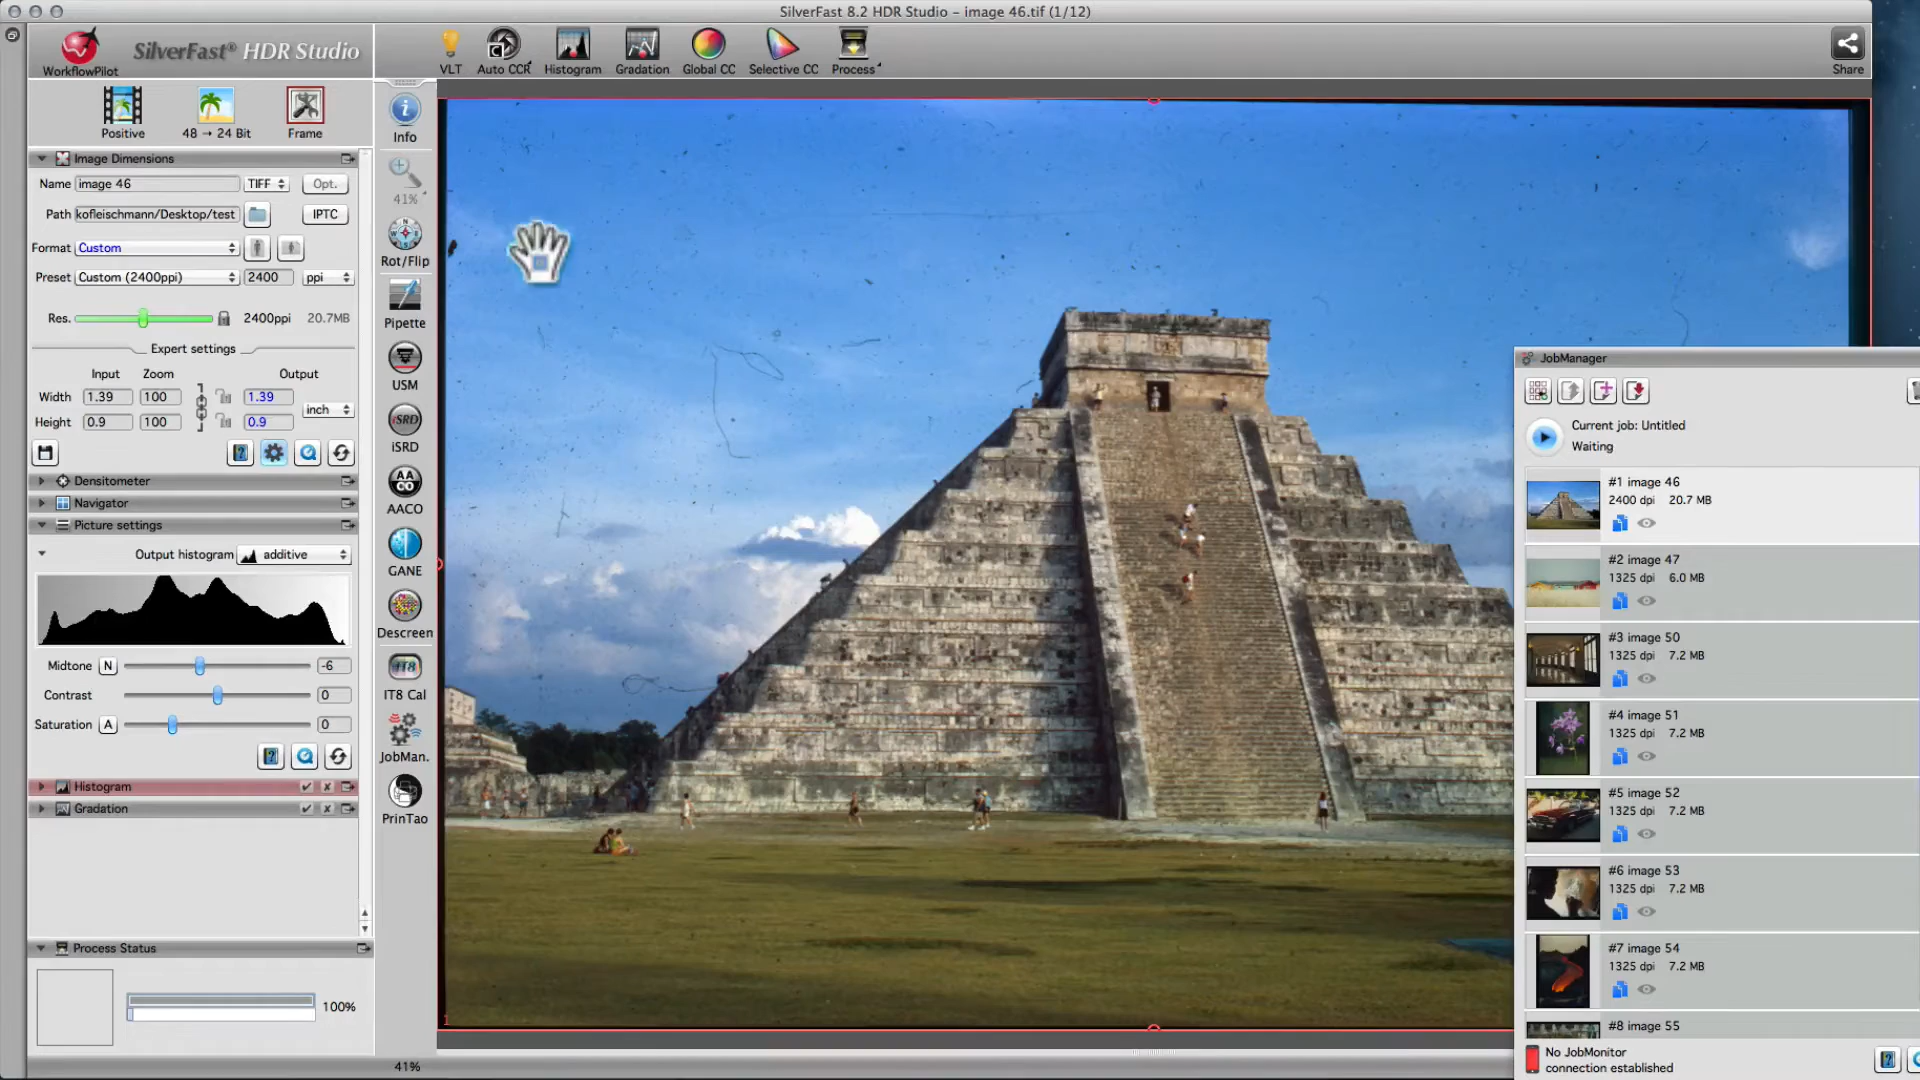 SilverFast 8.2 HDR Studio - image 46.tif (1/12)
WorkflowPilot
SilverFast® HDR Studio
VLT
Auto CCR
Histogram
Gradation
Global CC
Selective CC
Process
Share
Positive
48 → 24 Bit
Frame
Image Dimensions
Name image 46 TIFF Opt.
Path kofleischmann/Desktop/test IPTC
Format Custom
Preset Custom (2400ppi) 2400 ppi
Res. 2400ppi 20.7MB
Expert settings
Input Zoom Output
Width 1.39 100 1.39
inch
Height 0.9 100 0.9
Densitometer
Navigator
Picture settings
Output histogram additive
Midtone N -6
Contrast 0
Saturation A 0
Histogram
Gradation
Process Status
100%
Info
41%
Rot/Flip
Pipette
USM
iSRD
iSRD
AA
CO
AACO
GANE
Descreen
IT8
IT8 Cal
JobMan.
PrinTao
41%
JobManager
Current job: Untitled
Waiting
#1 image 46
2400 dpi 20.7 MB
#2 image 47
1325 dpi 6.0 MB
#3 image 50
1325 dpi 7.2 MB
#4 image 51
1325 dpi 7.2 MB
#5 image 52
1325 dpi 7.2 MB
#6 image 53
1325 dpi 7.2 MB
#7 image 54
1325 dpi 7.2 MB
#8 image 55
No JobMonitor
connection established